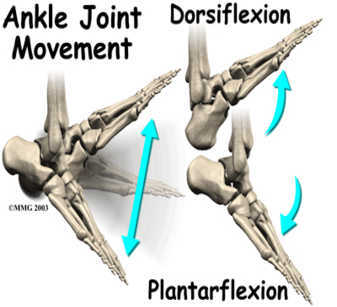 Ankle Joint
Movement
Dorsiflexion
©MMG 2003
Plantarflexion